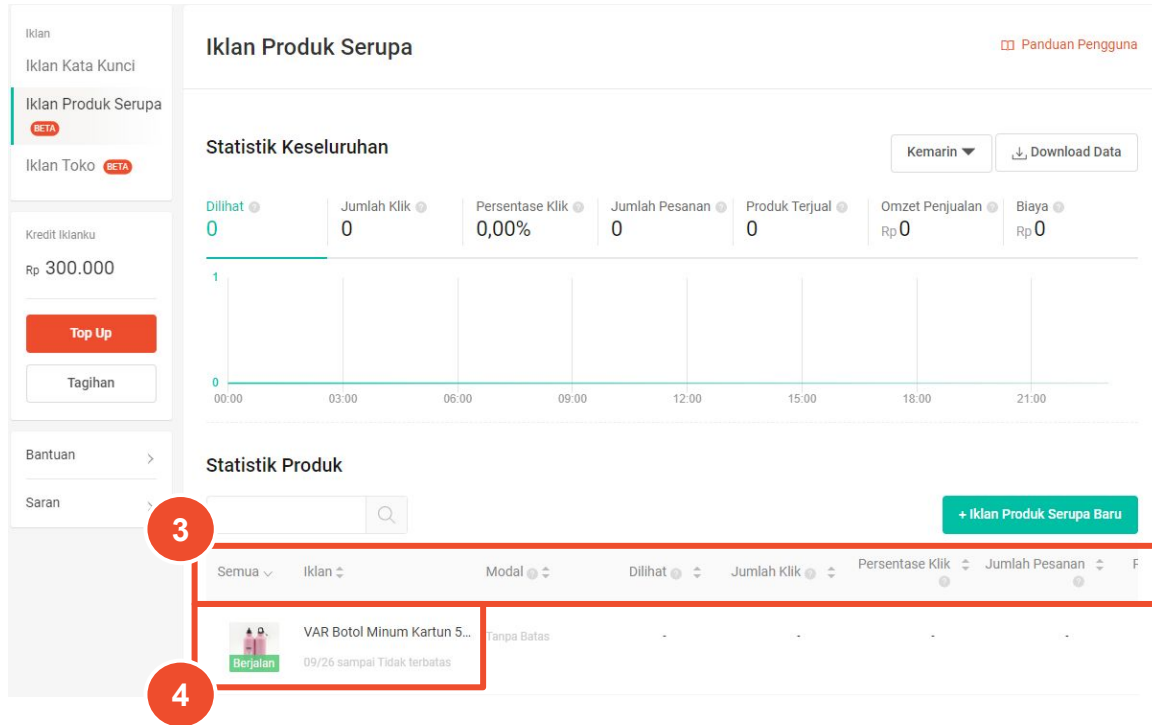 Iklan
Iklan Kata Kunci
Iklan Produk Serupa
BETA
Iklan Toko BETA
Kredit Iklanku
Rp 300.000
Top Up
Tagihan
Bantuan
Saran
Iklan Produk Serupa
Panduan Pengguna
Statistik Keseluruhan
Kemarin
Download Data
Dilihat Jumlah Klik Persentase Klik Jumlah Pesanan Produk Terjual Omzet Penjualan Biaya
0 0 0,00% 0 0 Rp 0 Rp 0
1
0
00:00 03:00 06:00 09:00 12:00 15:00 18:00 21:00
Statistik Produk
+ Iklan Produk Serupa Baru
3
Semua Iklan Modal Dilihat Jumlah Klik Persentase Klik Jumlah Pesanan
VAR Botol Minum Kartun 5... Tanpa Batas - - - -
Berjalan 09/26 sampai Tidak terbatas
4